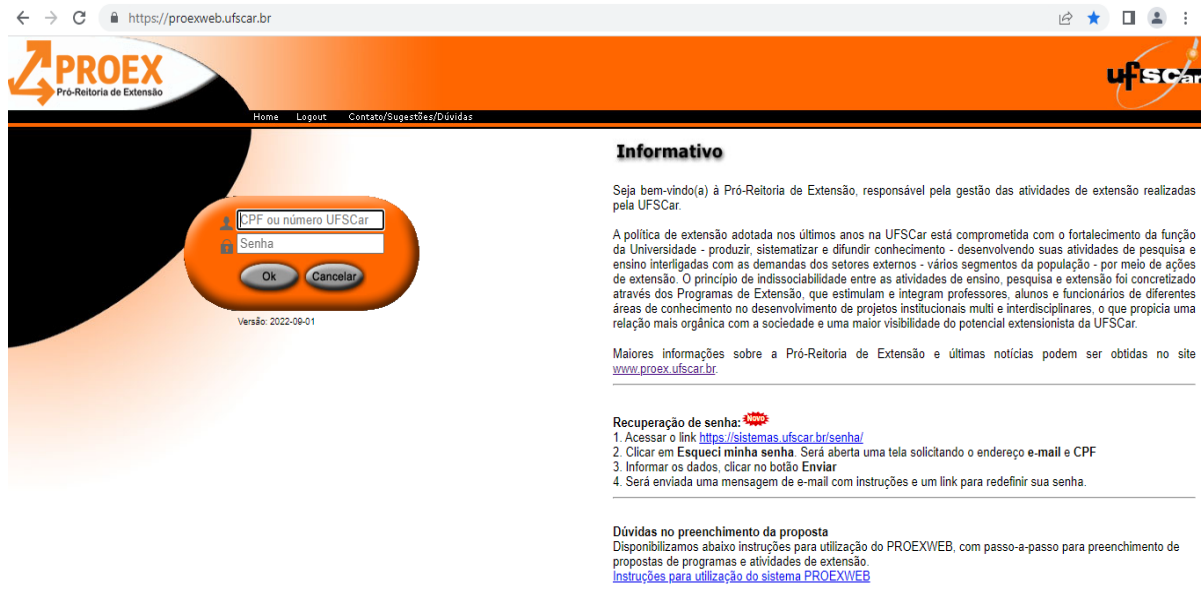 https://proexweb.ufscar.br
PROEX
Pró-Reitoria de Extensão
ufscar
Home Logout Contato/Sugestões/Dúvidas
CPF ou número UFSCar
Senha
Ok Cancelar
Versão: 2022-09-01
Informativo
Seja bem-vindo(a) à Pró-Reitoria de Extensão, responsável pela gestão das atividades de extensão realizadas
pela UFSCar.
A política de extensão adotada nos últimos anos na UFSCar está comprometida com o fortalecimento da função
da Universidade - produzir, sistematizar e difundir conhecimento - desenvolvendo suas atividades de pesquisa e
ensino interligadas com as demandas dos setores externos - vários segmentos da população - por meio de ações
de extensão. O princípio de indissociabilidade entre as atividades de ensino, pesquisa e extensão foi concretizado
através dos Programas de Extensão, que estimulam e integram professores, alunos e funcionários de diferentes
áreas de conhecimento no desenvolvimento de projetos institucionais multi e interdisciplinares, o que propicia uma
relação mais orgânica com a sociedade e uma maior visibilidade do potencial extensionista da UFSCar.
Maiores informações sobre a Pró-Reitoria de Extensão e últimas notícias podem ser obtidas no site
www.proex.ufscar.br.
Recuperação de senha: Novo
1. Acessar o link https://sistemas.ufscar.br/senha/
2. Clicar em Esqueci minha senha. Será aberta uma tela solicitando o endereço e-mail e CPF
3. Informar os dados, clicar no botão Enviar
4. Será enviada uma mensagem de e-mail com instruções e um link para redefinir sua senha.
Dúvidas no preenchimento da proposta
Disponibilizamos abaixo instruções para utilização do PROEXWEB, com passo-a-passo para preenchimento de
propostas de programas e atividades de extensão.
Instruções para utilização do sistema PROEXWEB